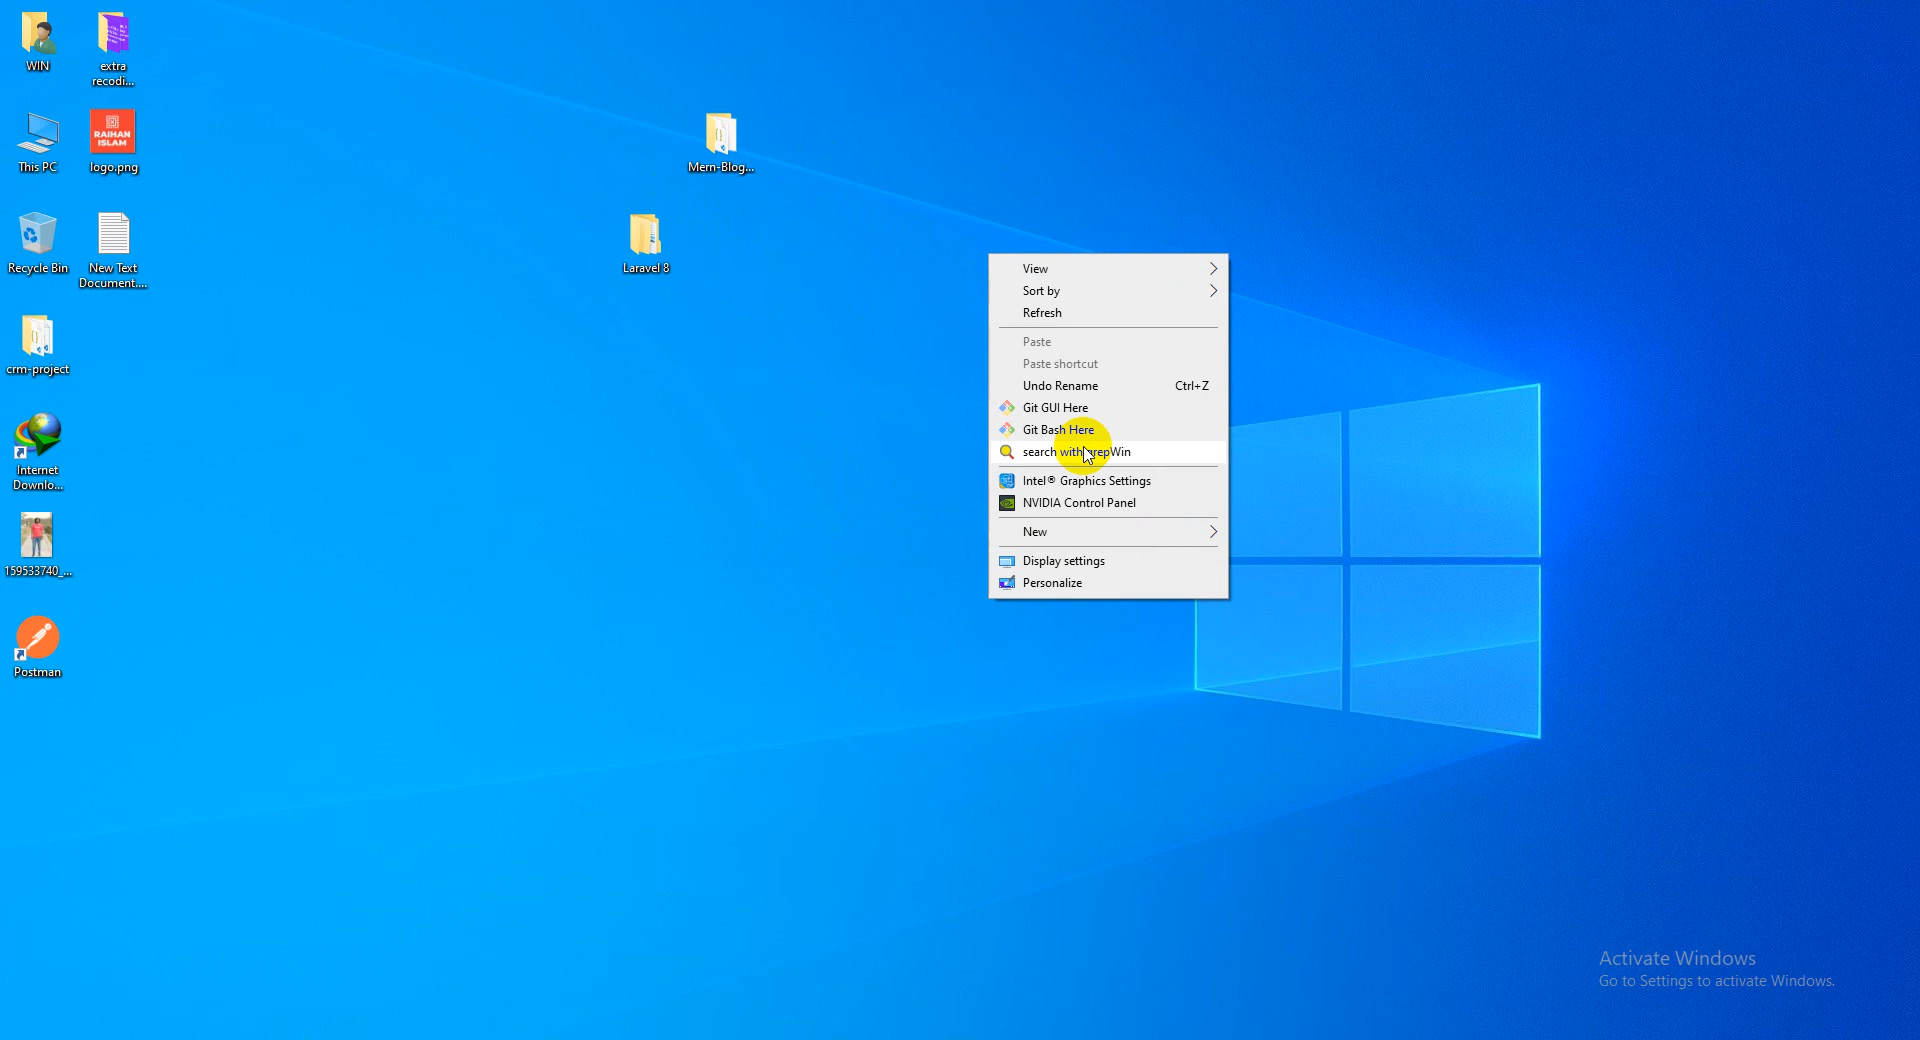 WIN
extra
recodi...
This PC
RAIHAN
ISLAM
logo.png
Mern-Blog...
Recycle Bin
New Text
Document....
Laravel 8
crm-project
Internet
Downlo...
159533740_...
Postman
View
Sort by
Refresh
Paste
Paste shortcut
Undo Rename Ctrl+Z
Git GUI Here
Git Bash Here
search with grepWin
Intel® Graphics Settings
NVIDIA Control Panel
New
Display settings
Personalize
Activate Windows
Go to Settings to activate Windows.